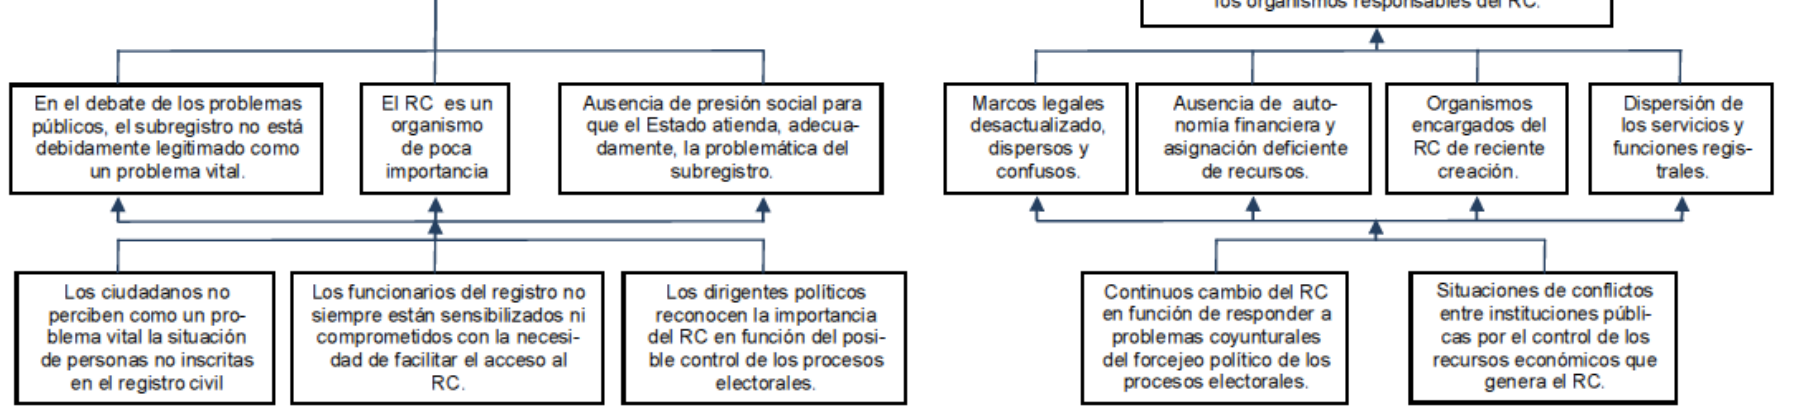 los organismos responsables del RC.
En el debate de los problemas
públicos, el subregistro no está
debidamente legitimado como
un problema vital.
El RC es un
organismo
de poca
importancia
Ausencia de presión social para
que el Estado atienda, adecua-
damente, la problemática del
subregistro.
Marcos legales
desactualizado,
dispersos y
confusos.
Ausencia de auto-
nomía financiera y
asignación deficiente
de recursos.
Organismos
encargados del
RC de reciente
creación.
Dispersión de
los servicios y
funciones regis-
trales.
Los ciudadanos no
perciben como un pro-
blema vital la situación
de personas no inscritas
en el registro civil
Los funcionarios del registro no
siempre están sensibilizados ni
comprometidos con la necesi-
dad de facilitar el acceso al
RC.
Los dirigentes políticos
reconocen la importancia
del RC en función del posi-
ble control de los procesos
electorales.
Continuos cambio del RC
en función de responder a
problemas coyunturales
del forcejeo político de los
procesos electorales.
Situaciones de conflictos
entre instituciones públi-
cas por el control de los
recursos económicos que
genera el RC.